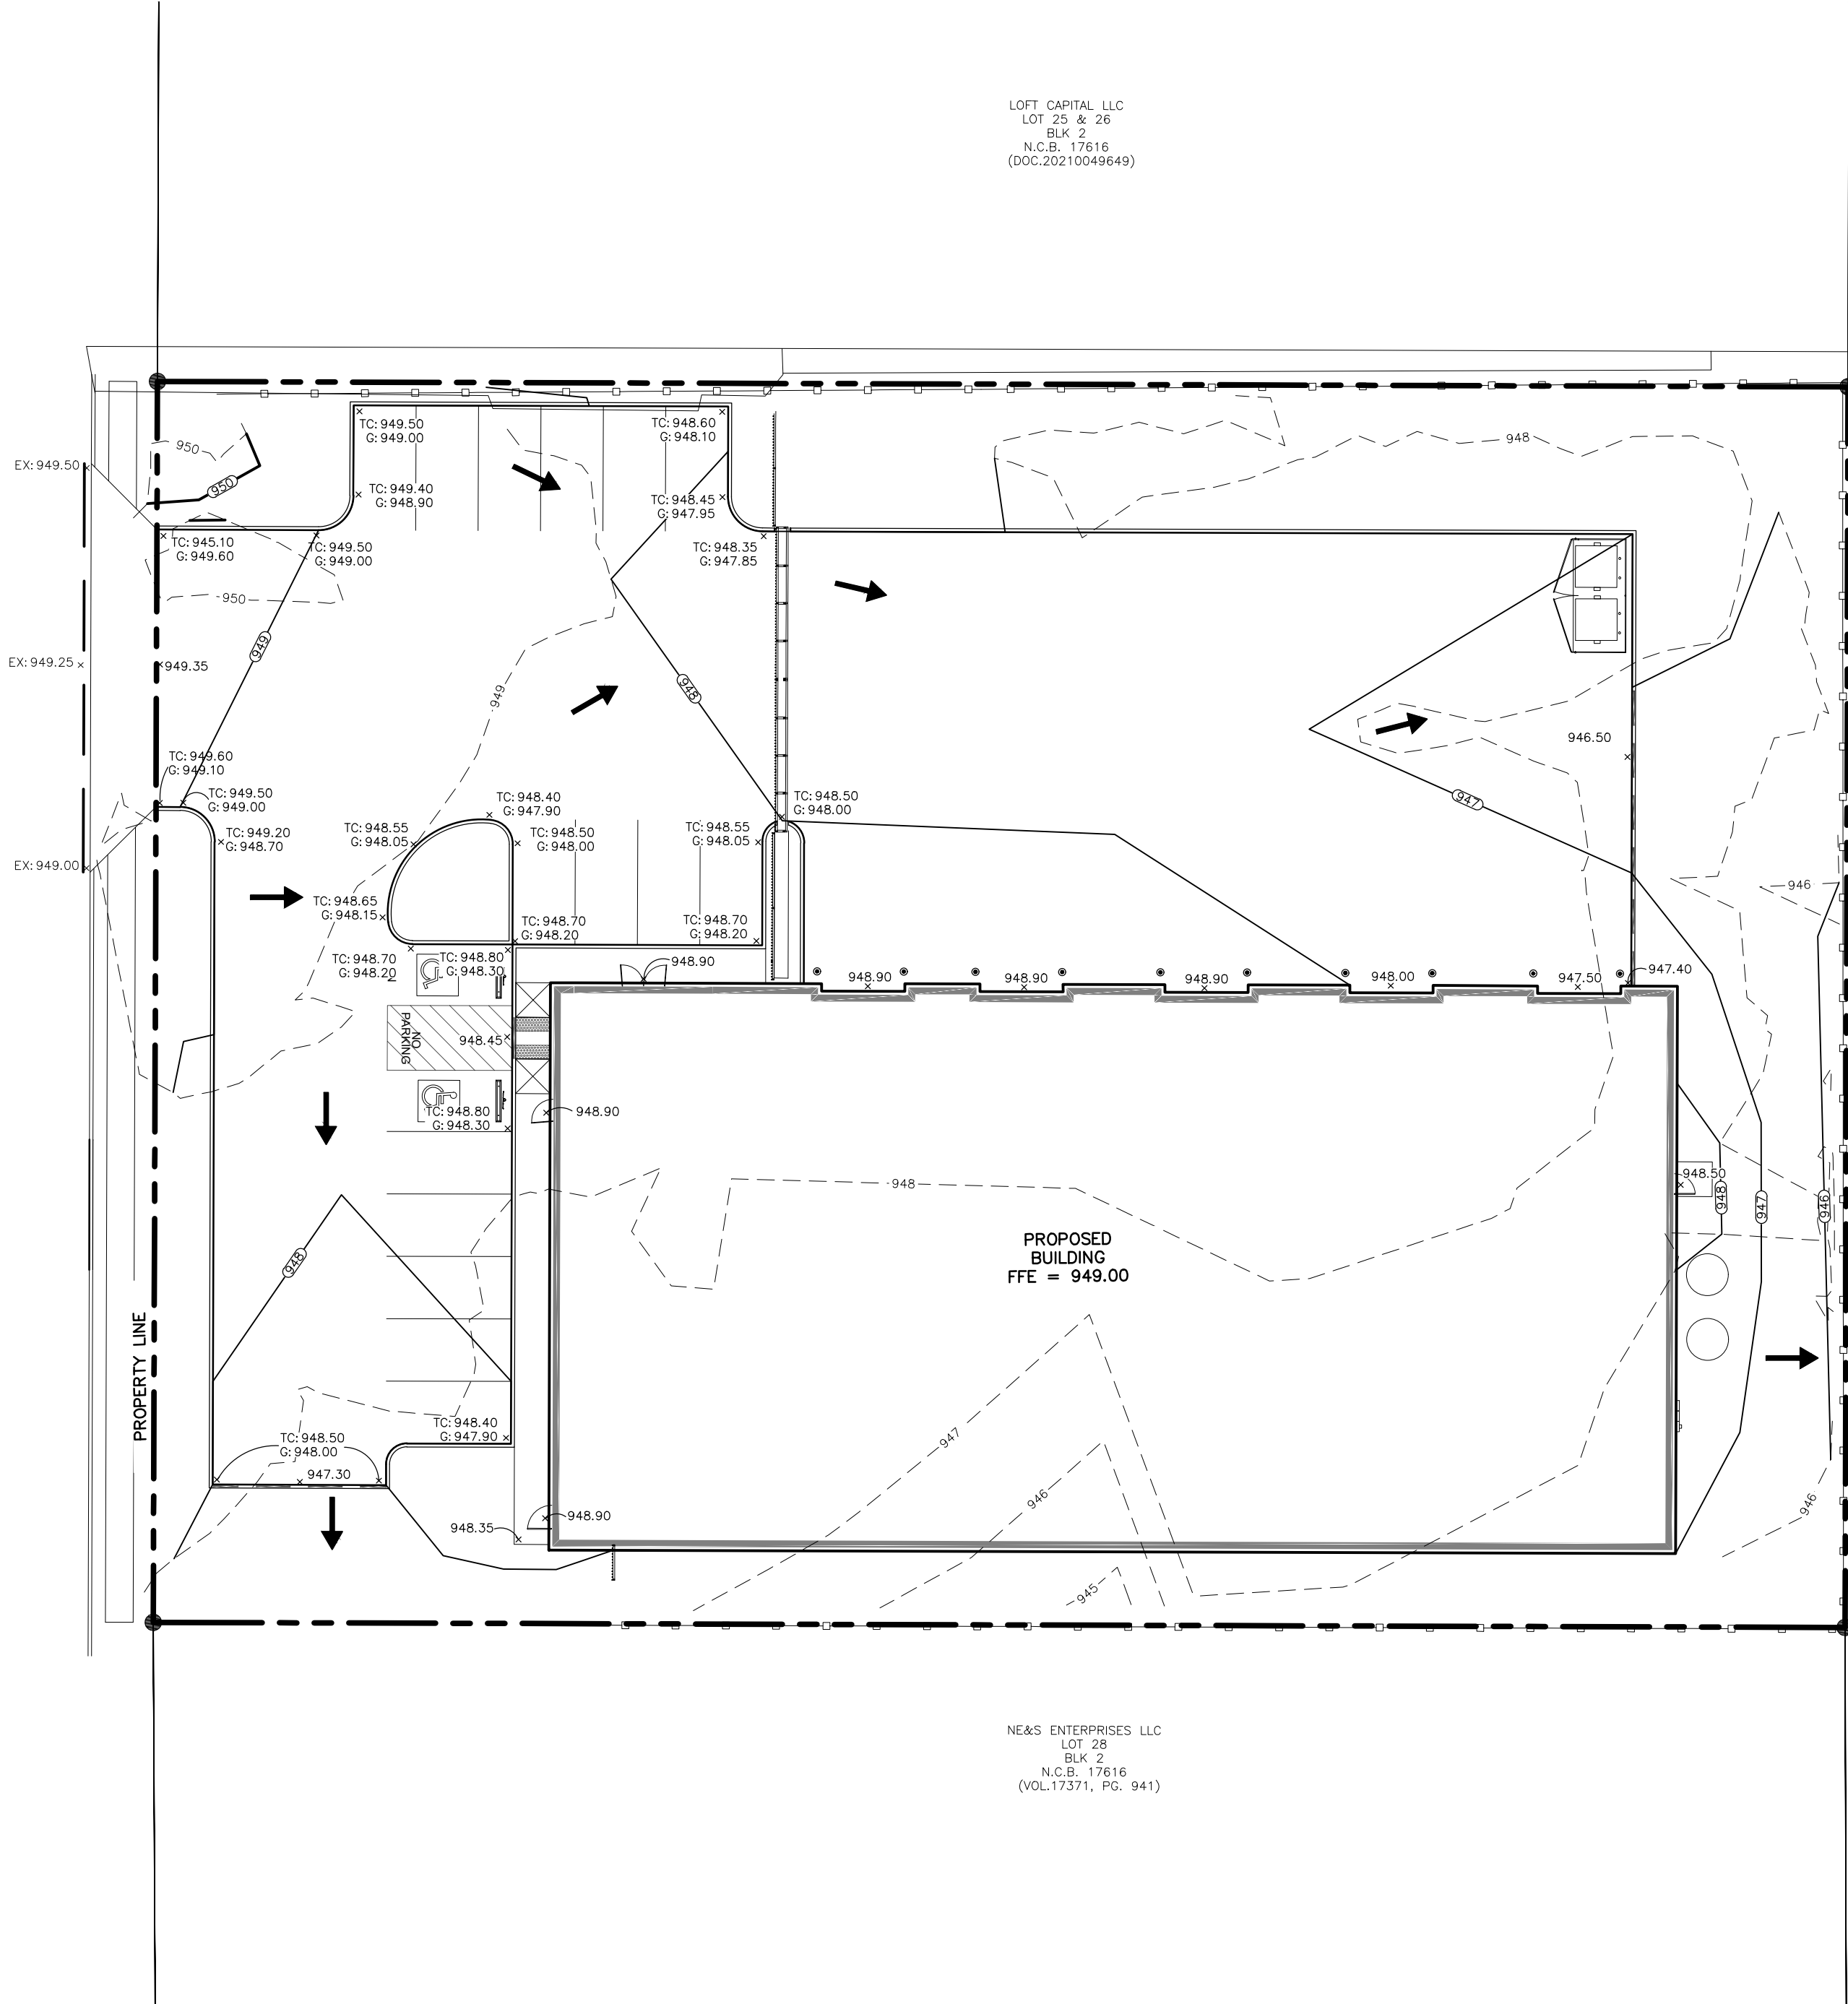 LOFT CAPITAL LLC
LOT 25 & 26
BLK 2
N.C.B. 17616
(DOC.20210049649)
TC: 949.50
G: 949.00
TC: 948.60
G: 948.10
950
948
EX: 949.50
950
TC: 949.40
G: 948.90
TC: 948.45
G: 947.95
TC: 945.10
G: 949.60
TC: 949.50
G: 949.00
TC: 948.35
G: 947.85
950
949
EX: 949.25
949.35
949
948
946.50
TC: 949.60
G: 949.10
TC: 949.50
G: 949.00
TC: 948.40
G: 947.90
TC: 948.50
G: 948.00
947
TC: 949.20
G: 948.70
TC: 948.55
G: 948.05
TC: 948.50
G: 948.00
TC: 948.55
G: 948.05
EX: 949.00
946
TC: 948.65
G: 948.15
TC: 948.70
G: 948.20
TC: 948.70
G: 948.20
TC: 948.70
G: 948.20
TC: 948.80
G: 948.30
948.90
948.90
948.90
948.90
948.00
947.50
947.40
NO
PARKING
948.45
TC: 948.80
G: 948.30
948.90
948.50
948
948
947
946
PROPOSED
BUILDING
FFE = 949.00
948
PROPERTY LINE
TC: 948.40
G: 947.90
TC: 948.50
G: 948.00
947.30
947
946
946
948.35
948.90
945
NE&S ENTERPRISES LLC
LOT 28
BLK 2
N.C.B. 17616
(VOL.17371, PG. 941)